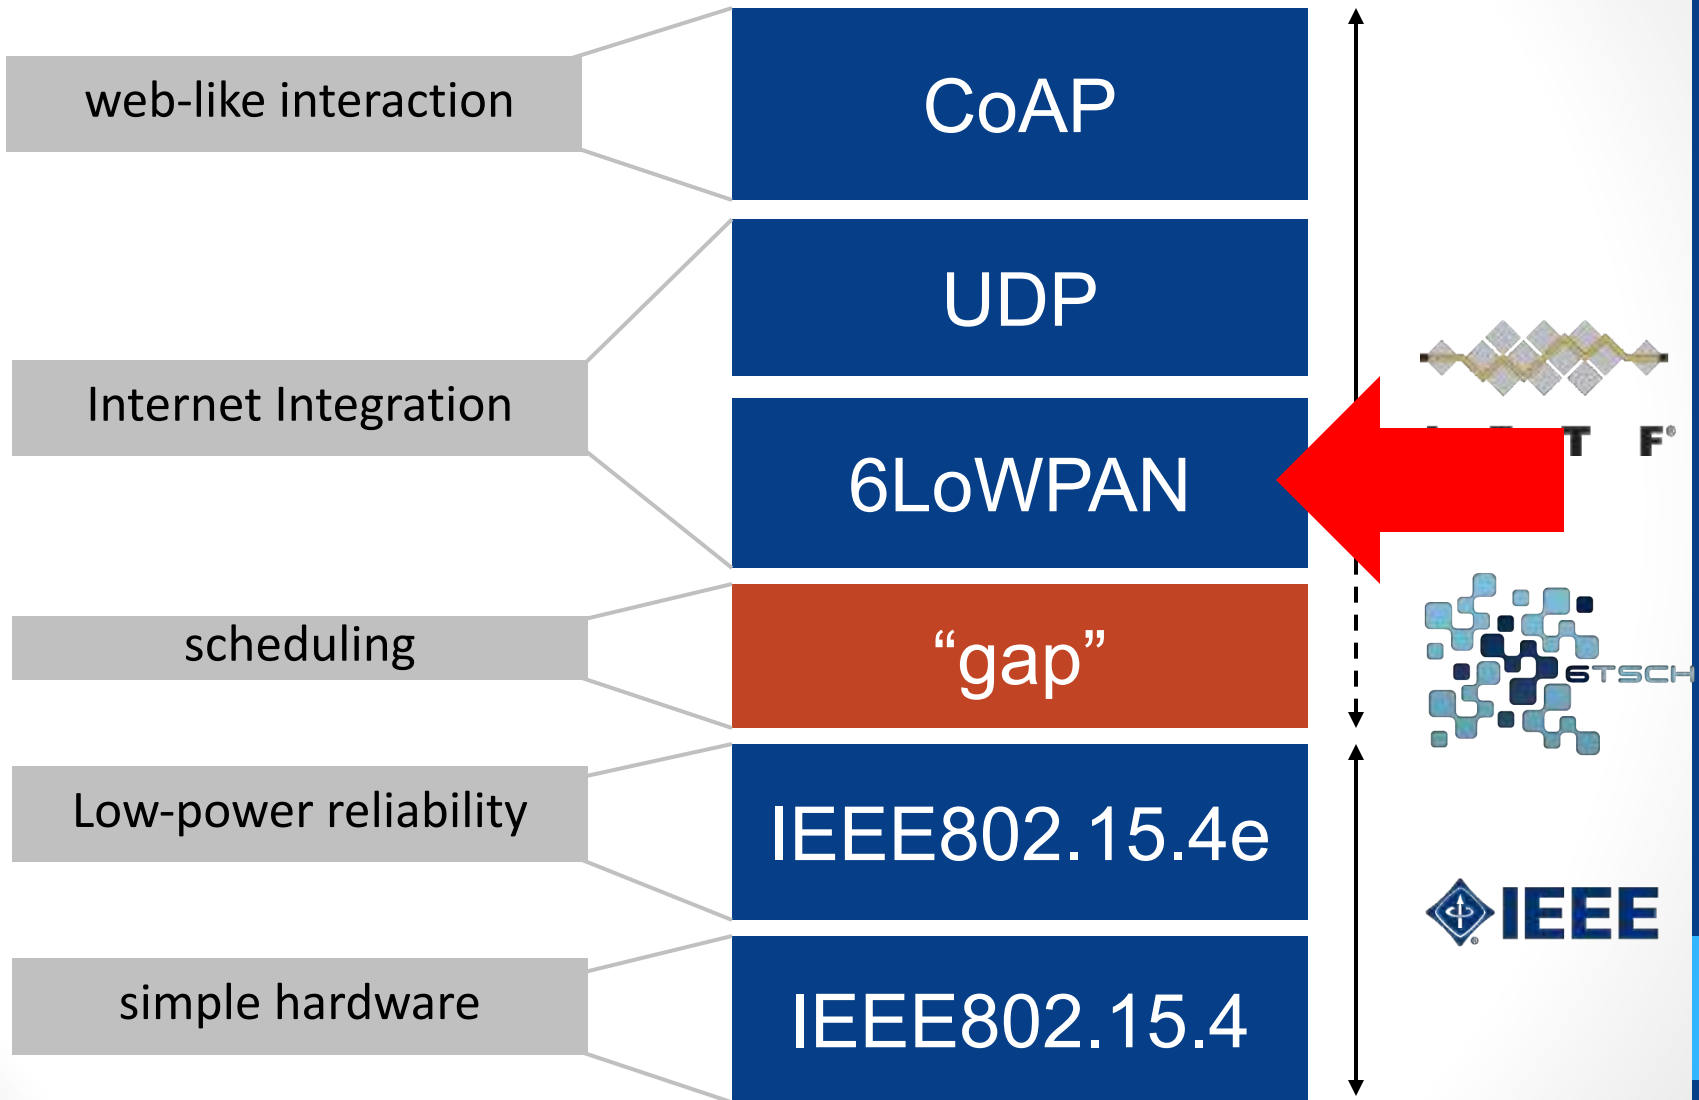 web-like interaction
CoAP
UDP
Internet Integration
6LoWPAN
T F®
scheduling
“gap”
6TSCH
Low-power reliability
IEEE802.15.4e
IEEE
simple hardware
IEEE802.15.4